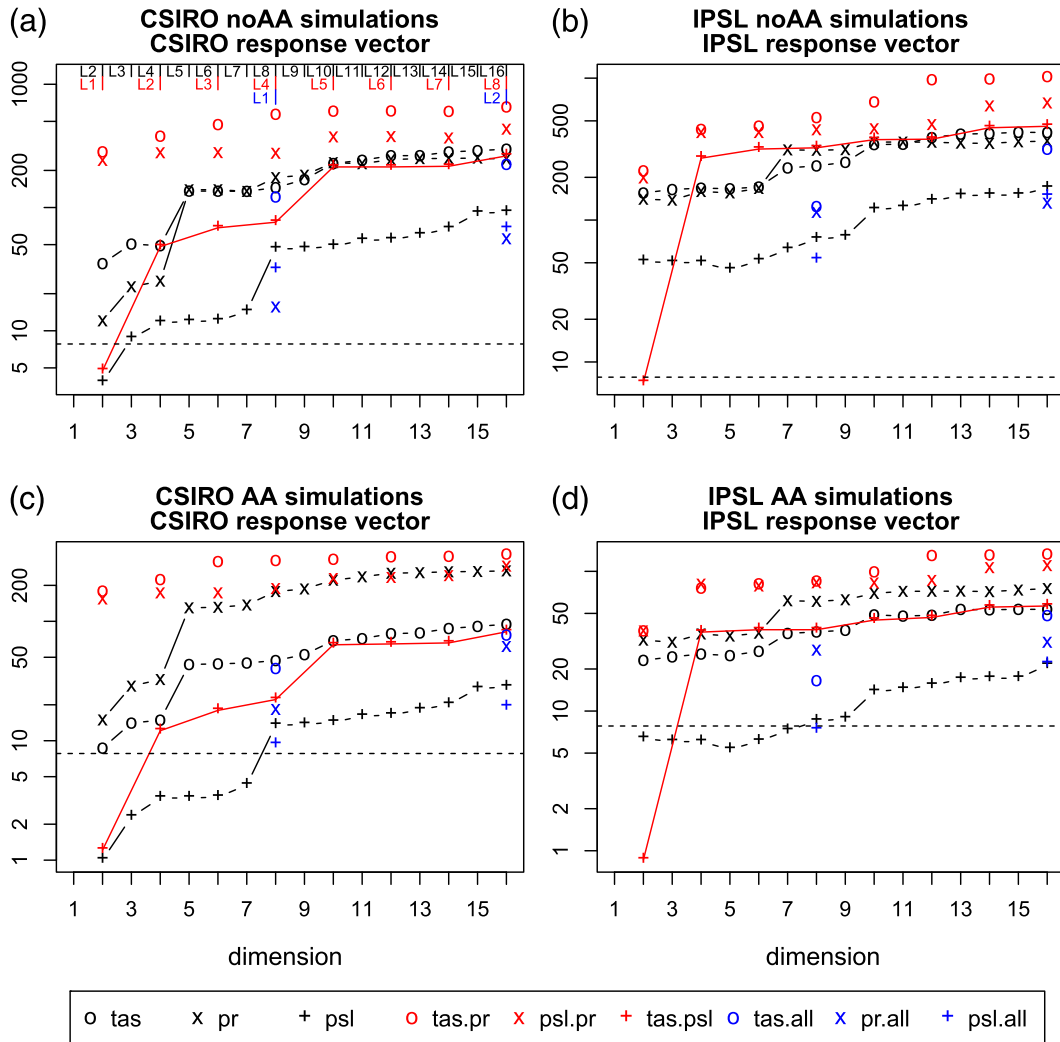 (a) CSIRO noAA simulations
CSIRO response vector
L2 L3 L4 L5 L6 L7 L8 L9 L10 L11 L12 L13 L14 L15 L16
L1 L2 L3 L4 L5 L6 L7 L8
L1 L2
1000
200
50
10
5
1 3 5 7 9 11 13 15
(b) IPSL noAA simulations
IPSL response vector
500
200
50
20
10
1 3 5 7 9 11 13 15
(c) CSIRO AA simulations
CSIRO response vector
200
50
10
5
2
1
1 3 5 7 9 11 13 15
dimension
(d) IPSL AA simulations
IPSL response vector
50
20
10
5
2
1
1 3 5 7 9 11 13 15
dimension
o tas x pr + psl o tas.pr x psl.pr + tas.psl o tas.all x pr.all + psl.all